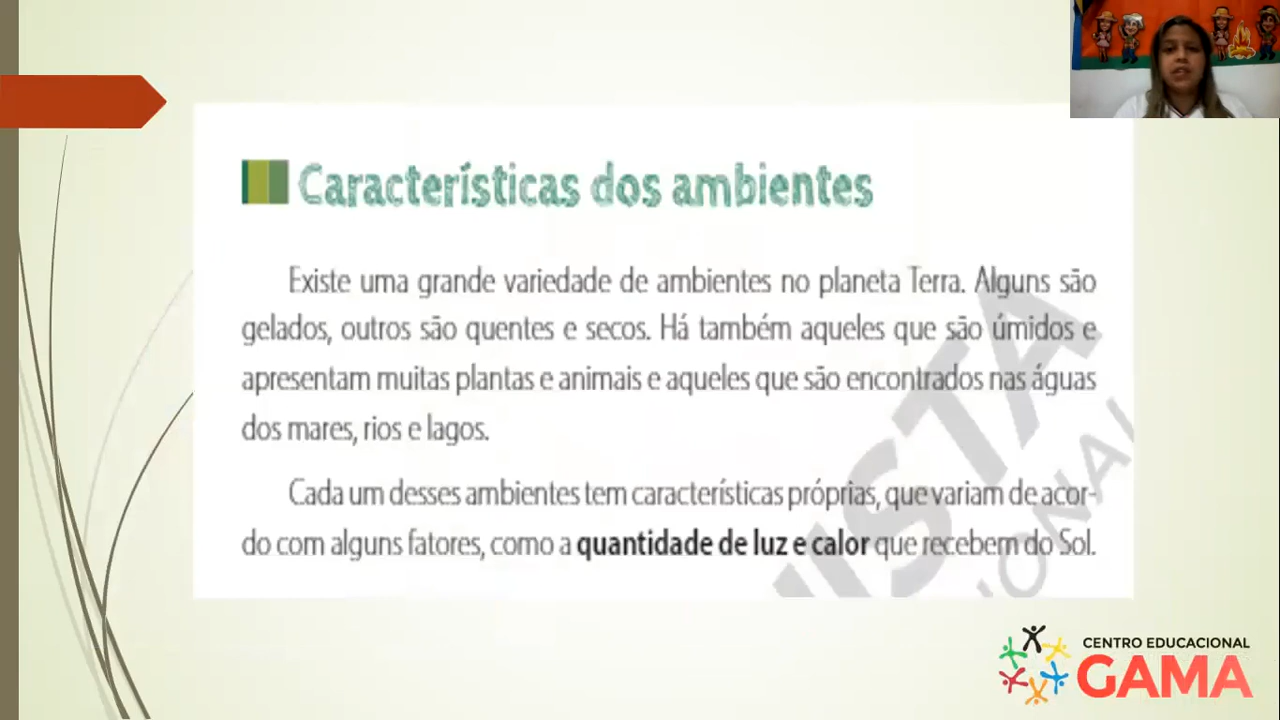 Características dos ambientes
Existe uma grande variedade de ambientes no planeta Terra. Alguns são
gelados, outros são quentes e secos. Há também aqueles que são úmidos e
apresentam muitas plantas e animais e aqueles que são encontrados nas águas
dos mares, rios e lagos.
Cada um desses ambientes tem características próprias, que variam de acor-
do com alguns fatores, como a quantidade de luz e calor que recebem do Sol.
CENTRO EDUCACIONAL
GAMA